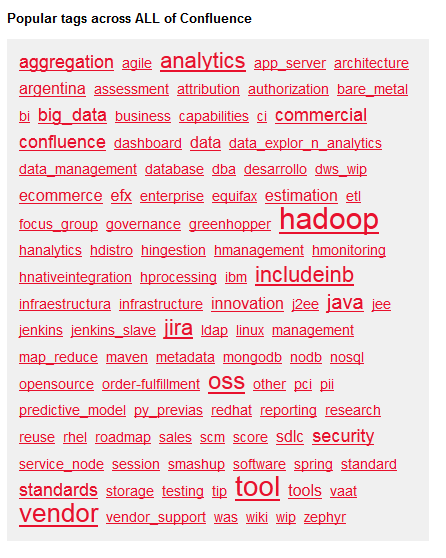 Popular tags across ALL of Confluence
aggregation agile analytics app_server architecture
argentina assessment attribution authorization bare_metal
bi big_data business capabilities ci commercial
confluence dashboard data data_explor_n_analytics
data_management database dba desarrollo dws_wip
ecommerce efx enterprise equifax estimation etl
focus_group governance greenhopper hadoop
hanalytics hdistro hingestion hmanagement hmonitoring
hnativeintegration hprocessing ibm includeinb
infraestructura infrastructure innovation j2ee java jee
jenkins jenkins_slave jira ldap linux management
map_reduce maven metadata mongodb nodb nosql
opensource order-fulfillment oss other pci pii
predictive_model py_previas redhat reporting research
reuse rhel roadmap sales scm score sdlc security
service_node session smashup software spring standard
standards storage testing tip tool tools vaat
vendor vendor_support was wiki wip zephyr